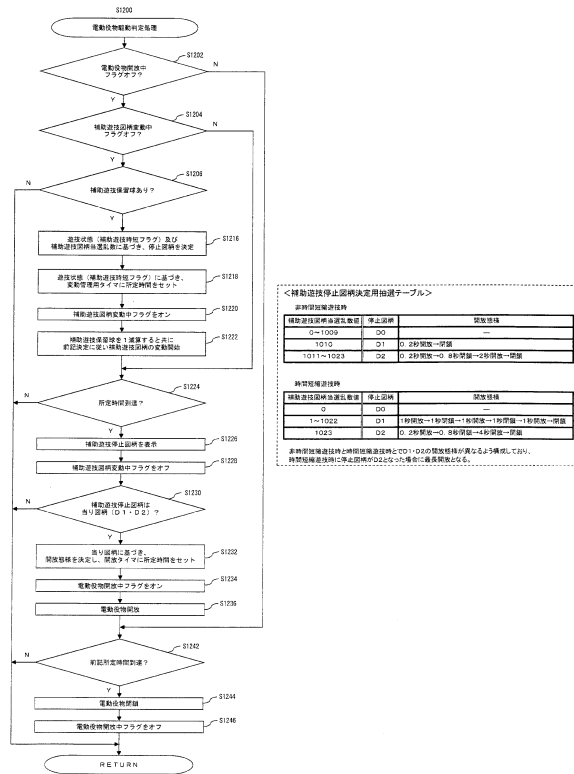 S1200
電動役物駆動判定処理
S1202
電動役物開放中
フラグオフ?
N
Y
S1204
補助遊技図柄変動中
フラグオフ?
N
Y
S1206
補助遊技保留球あり?
N
Y
S1216
遊技状態(補助遊技時短フラグ)及び
補助遊技図柄当選乱数に基づき、停止図柄を決定
S1218
遊技状態(補助遊技時短フラグ)に基づき、
変動管理用タイマに所定時間をセット
S1220
補助遊技図柄変動中フラグをオン
S1222
補助遊技保留球を1減算すると共に
前記決定に従い補助遊技図柄の変動開始
S1224
所定時間到達?
N
Y
S1226
補助遊技停止図柄を表示
S1228
補助遊技図柄変動中フラグをオフ
S1230
補助遊技停止図柄は
当り図柄(D1・D2)?
N
Y
S1232
当り図柄に基づき、
開放態様を決定し、開放タイマに所定時間をセット
S1234
電動役物開放中フラグをオン
S1236
電動役物開放
S1242
前記所定時間到達?
N
Y
S1244
電動役物閉鎖
S1246
電動役物開放中フラグをオフ
RETURN
<補助遊技停止図柄決定用抽選テーブル>
非時間短縮遊技時
補助遊技図柄当選乱数値 停止図柄 開放態様
0~1009 D0 —
1010 D1 0.2秒開放→閉鎖
1011~1023 D2 0.2秒開放→0.8秒閉鎖→2秒開放→閉鎖
時間短縮遊技時
補助遊技図柄当選乱数値 停止図柄 開放態様
0 D0 —
1~1022 D1 1秒開放→1秒閉鎖→1秒開放→1秒閉鎖→1秒開放→閉鎖
1023 D2 0.2秒開放→0.8秒閉鎖→4秒開放→閉鎖
非時間短縮遊技時と時間短縮遊技時とでD1・D2の開放態様が異なるよう構成しており、
時間短縮遊技時に停止図柄がD2となった場合に最長開放となる。